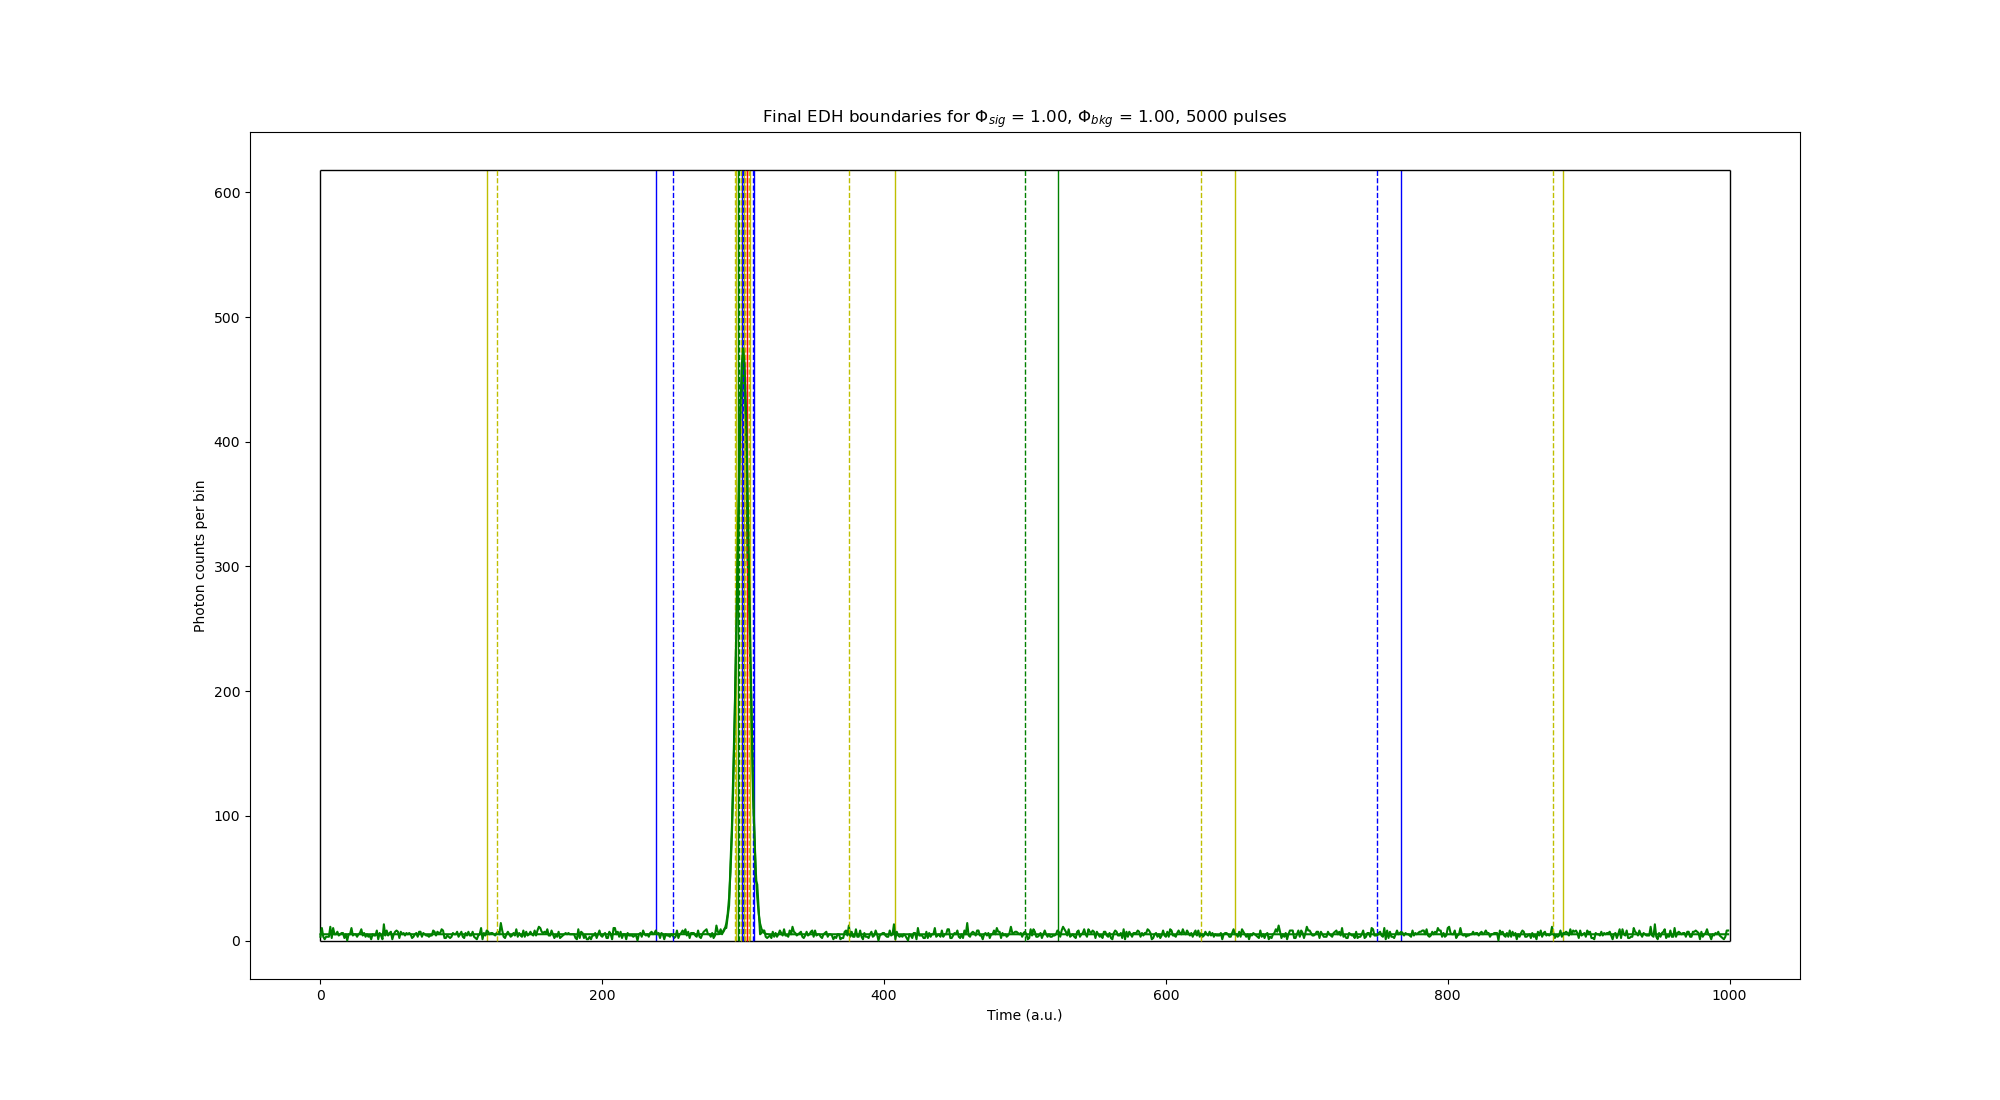 Final EDH boundaries for Φsig = 1.00, Φbkg = 1.00, 5000 pulses
600
500
400
300
200
100
0
Photon counts per bin
0 200 400 600 800 1000
Time (a.u.)